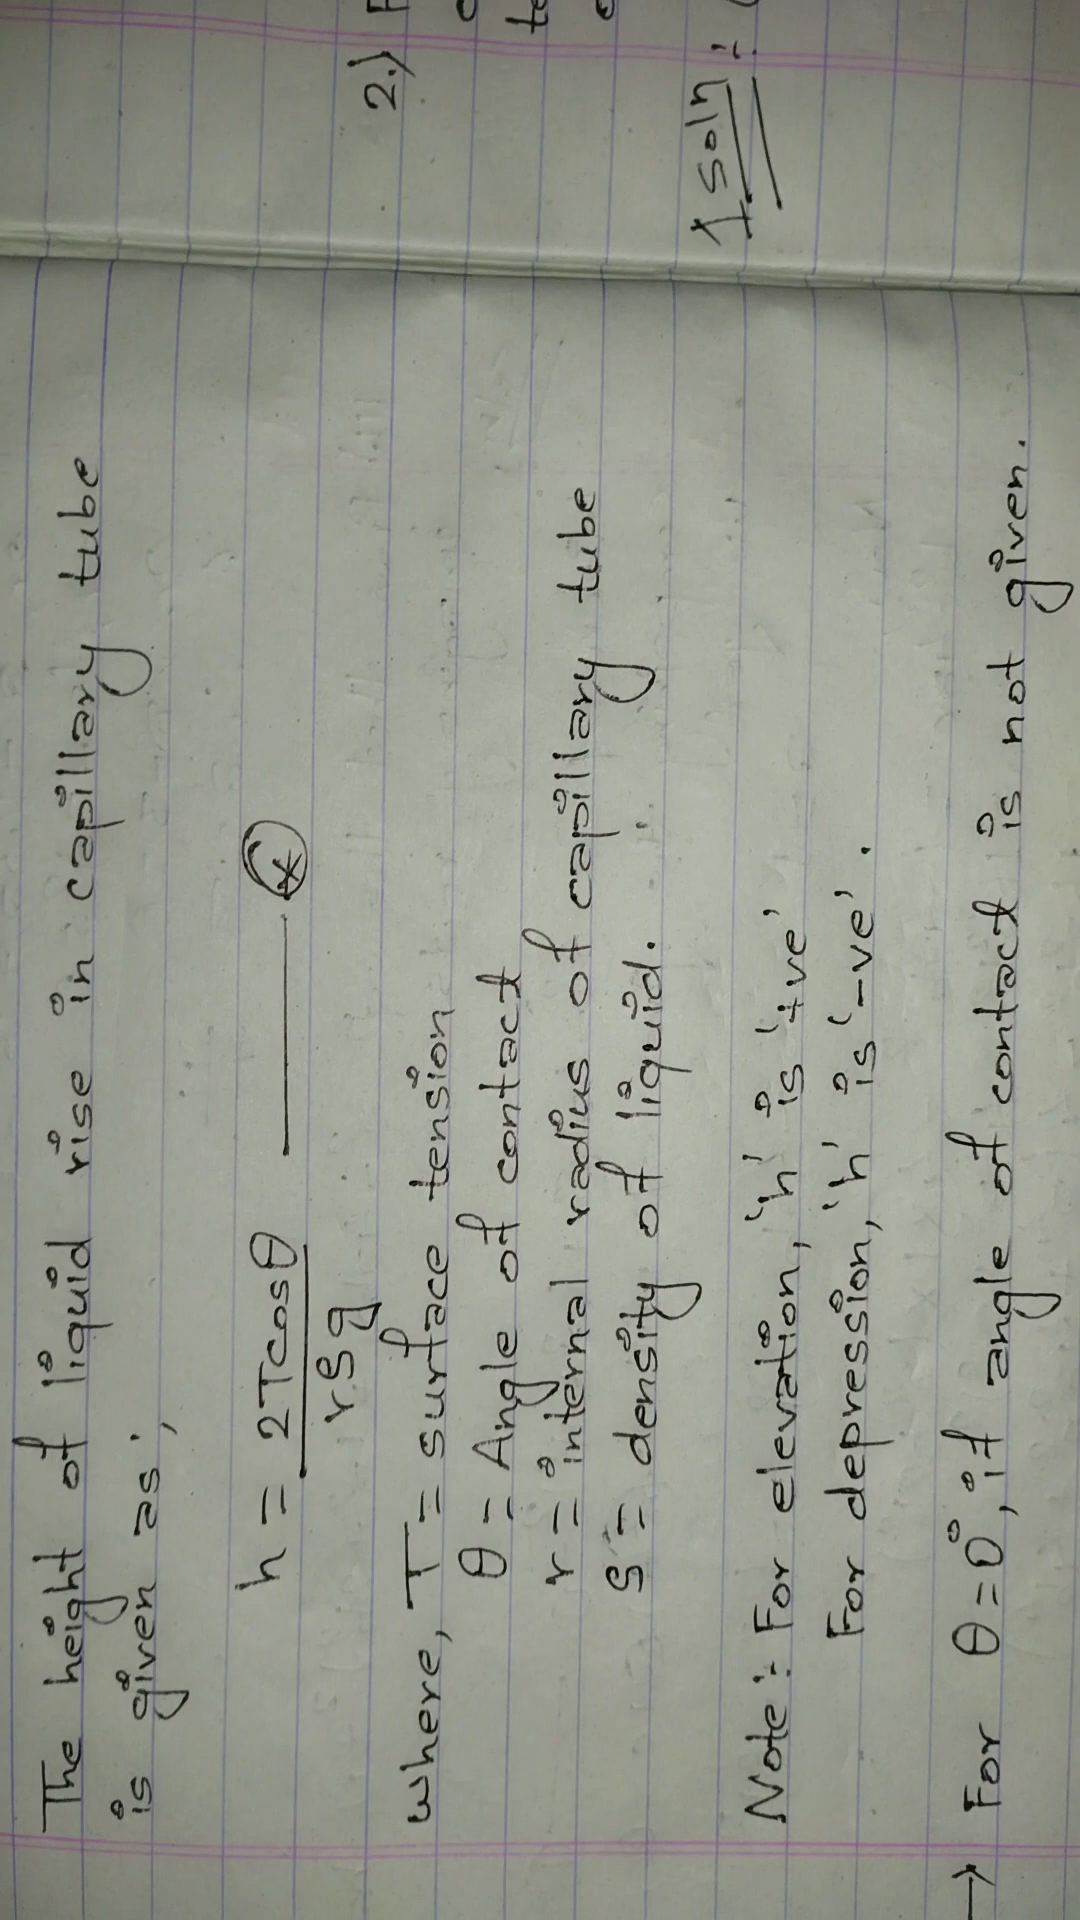 The height of liquid rise in capillary tube
is given as;
h = 2Tcosθ / rρg —— *
where, T = surface tension
θ = Angle of contact
r = internal radius of capillary tube
ρ = density of liquid.
Note: For elevation, 'h' is '+ve'
For depression, 'h' is '-ve'.
→ For θ = 0°, if angle of contact is not given.
2.)
soln: